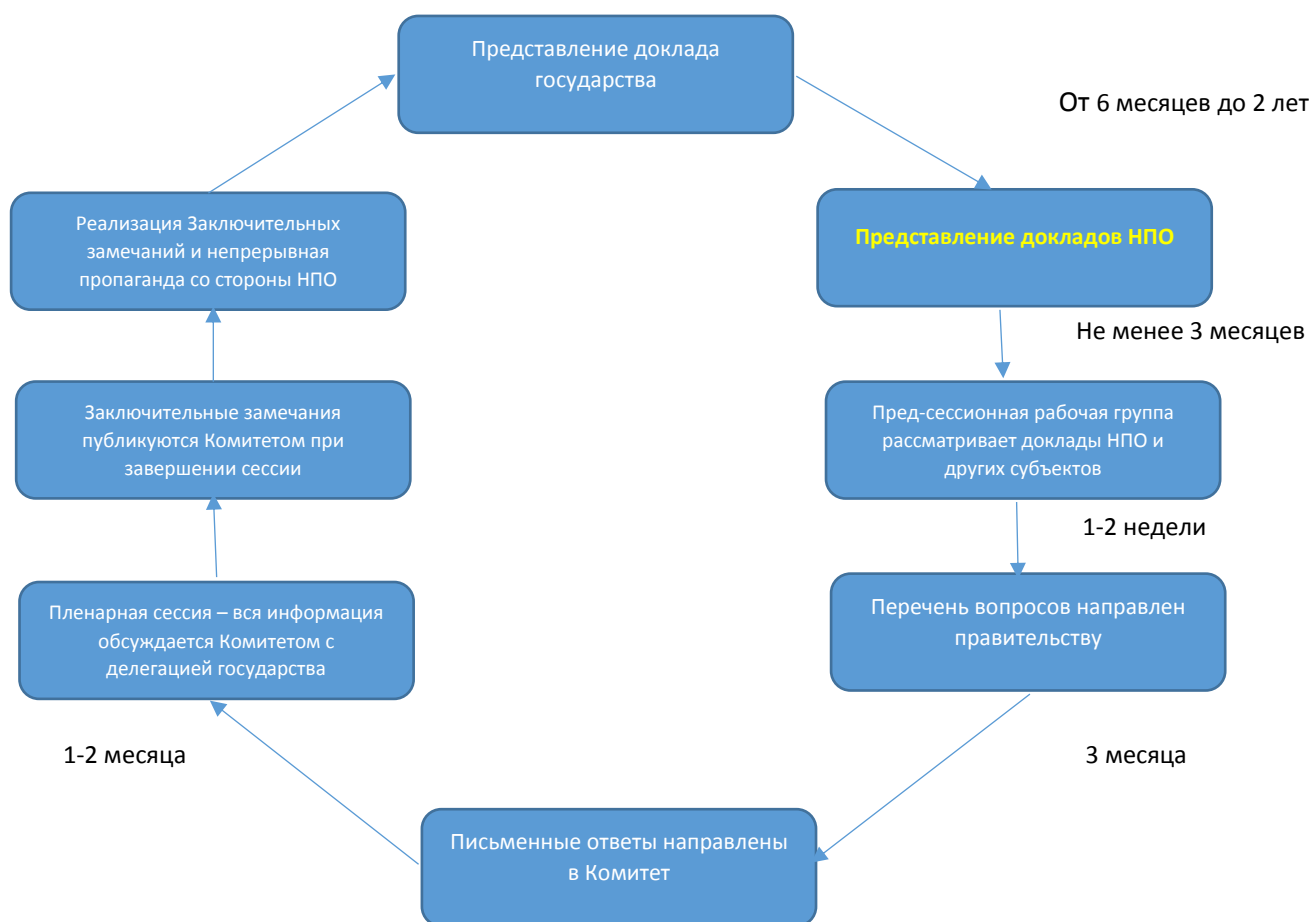 Представление доклада
государства
От 6 месяцев до 2 лет
Представление докладов НПО
Не менее 3 месяцев
Пред-сессионная рабочая группа
рассматривает доклады НПО и
других субъектов
1-2 недели
Перечень вопросов направлен
правительству
3 месяца
Письменные ответы направлены
в Комитет
1-2 месяца
Пленарная сессия – вся информация
обсуждается Комитетом с
делегацией государства
Заключительные замечания
публикуются Комитетом при
завершении сессии
Реализация Заключительных
замечаний и непрерывная
пропаганда со стороны НПО